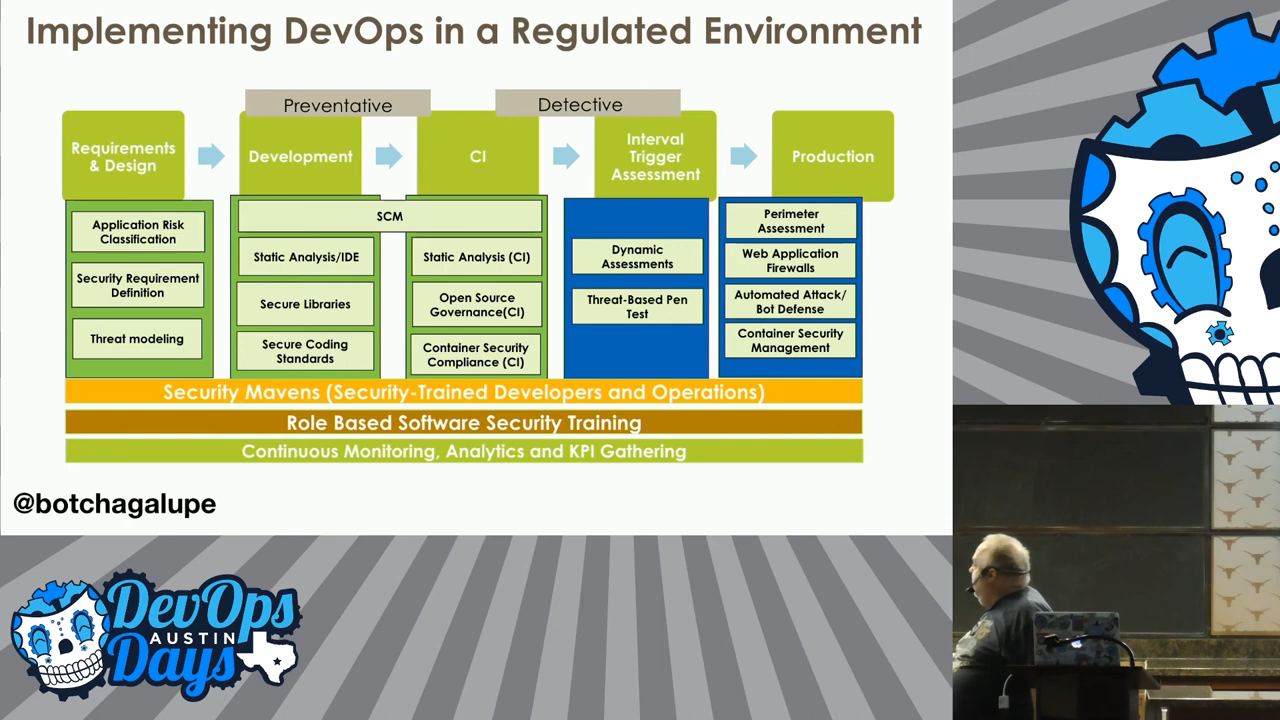 Implementing DevOps in a Regulated Environment
Preventative
Detective
Requirements
& Design
Development
CI
Interval
Trigger
Assessment
Production
Application Risk
Classification
Security Requirement
Definition
Threat modeling
SCM
Static Analysis/IDE
Secure Libraries
Secure Coding
Standards
Static Analysis (CI)
Open Source
Governance(CI)
Container Security
Compliance (CI)
Dynamic
Assessments
Threat-Based Pen
Test
Perimeter
Assessment
Web Application
Firewalls
Automated Attack/
Bot Defense
Container Security
Management
Security Mavens (Security-Trained Developers and Operations)
Role Based Software Security Training
Continuous Monitoring, Analytics and KPI Gathering
@botchagalupe
DevOps
AUSTIN
Days